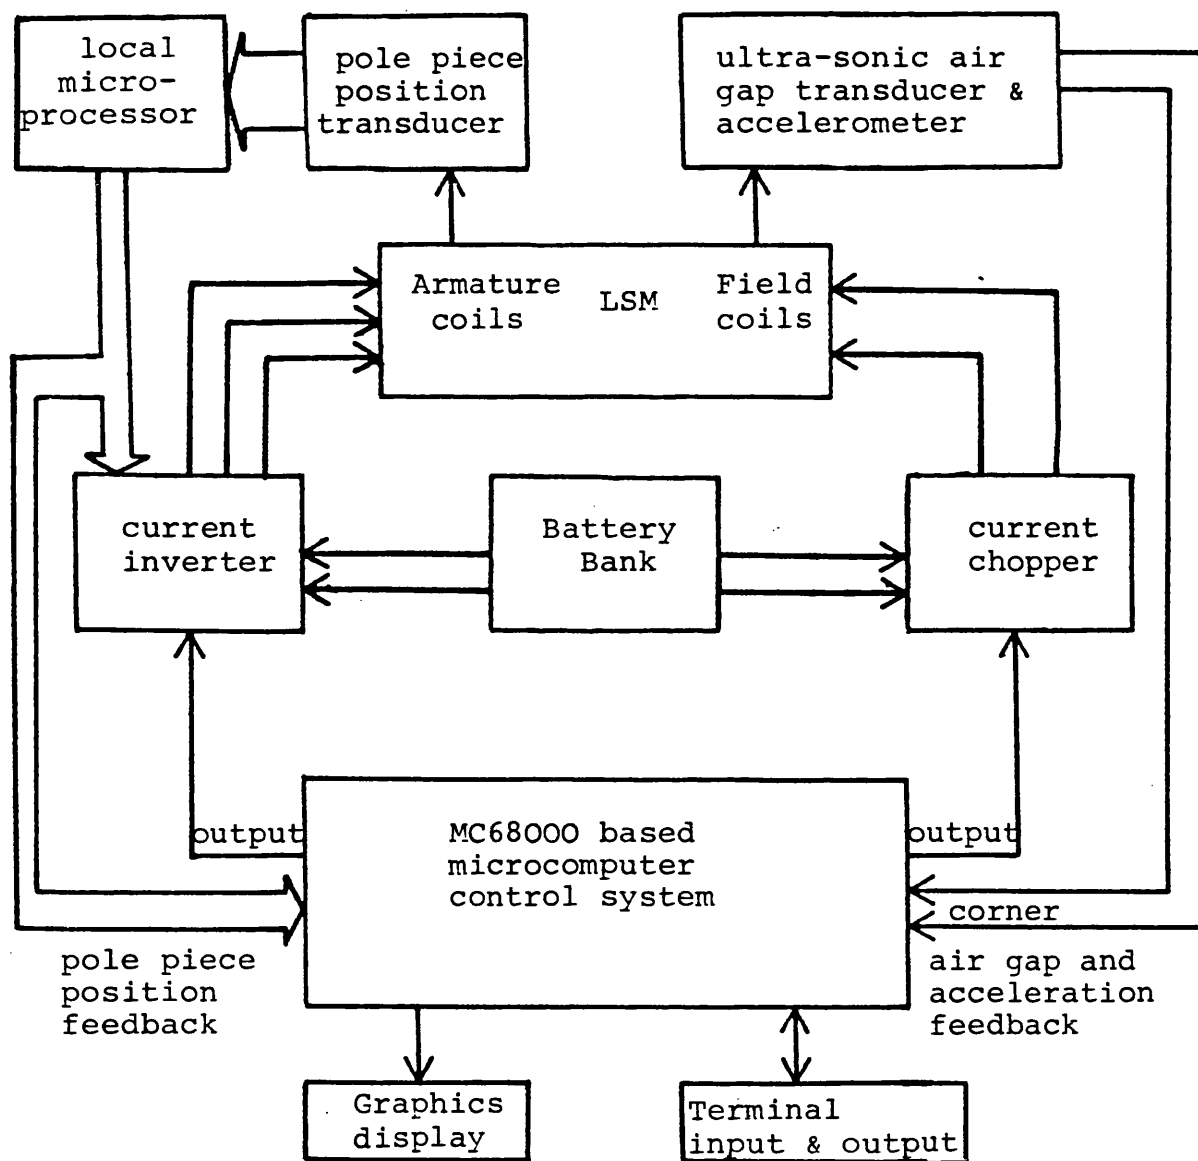 local
micro-
processor
pole piece
position
transducer
ultra-sonic air
gap transducer &
accelerometer
Armature
coils
LSM
Field
coils
current
inverter
Battery
Bank
current
chopper
output
MC68000 based
microcomputer
control system
output
corner
pole piece
position
feedback
air gap and
acceleration
feedback
Graphics
display
Terminal
input & output